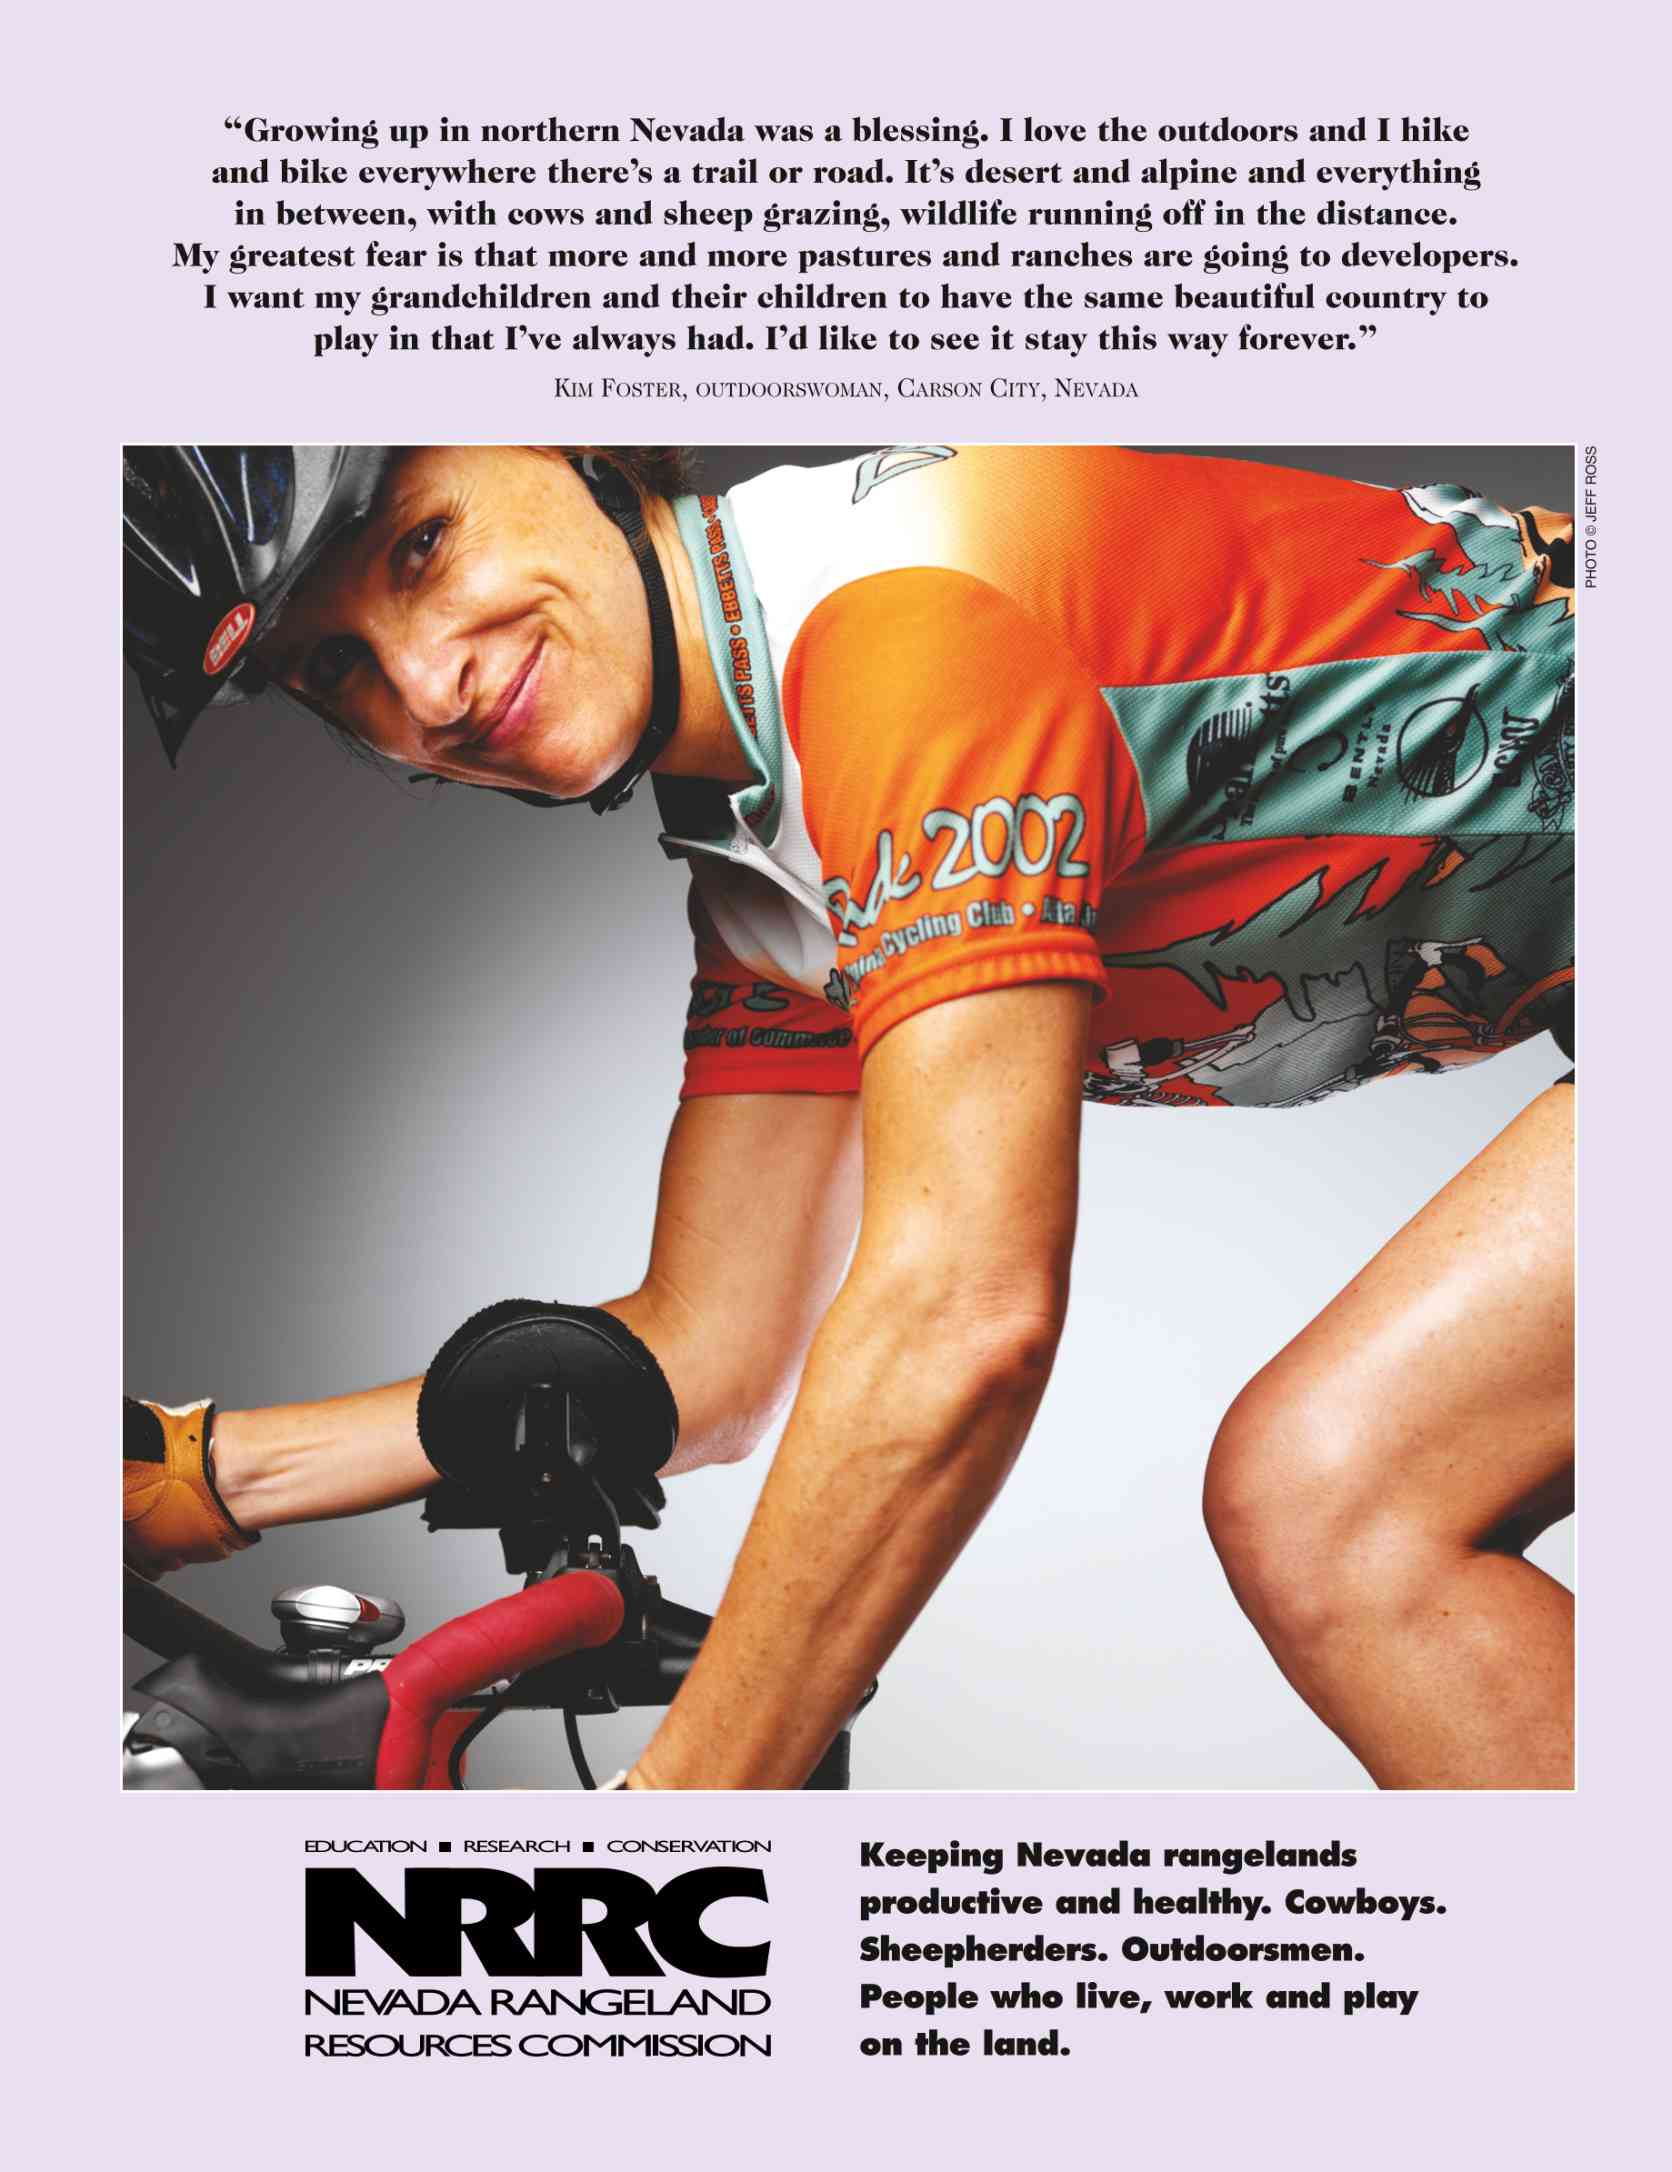 “Growing up in northern Nevada was a blessing. I love the outdoors and I hike
and bike everywhere there’s a trail or road. It’s desert and alpine and everything
in between, with cows and sheep grazing, wildlife running off in the distance.
My greatest fear is that more and more pastures and ranches are going to developers.
I want my grandchildren and their children to have the same beautiful country to
play in that I’ve always had. I’d like to see it stay this way forever.”
Kim Foster, outdoorswoman, Carson City, Nevada
PHOTO © JEFF ROSS
BELL
PASS • EBBETTS PASS
2002
Cycling Club •
of Commerce
BENTLY
Nevada
EDUCATION ■ RESEARCH ■ CONSERVATION
NRRC
NEVADA RANGELAND
RESOURCES COMMISSION
Keeping Nevada rangelands
productive and healthy. Cowboys.
Sheepherders. Outdoorsmen.
People who live, work and play
on the land.